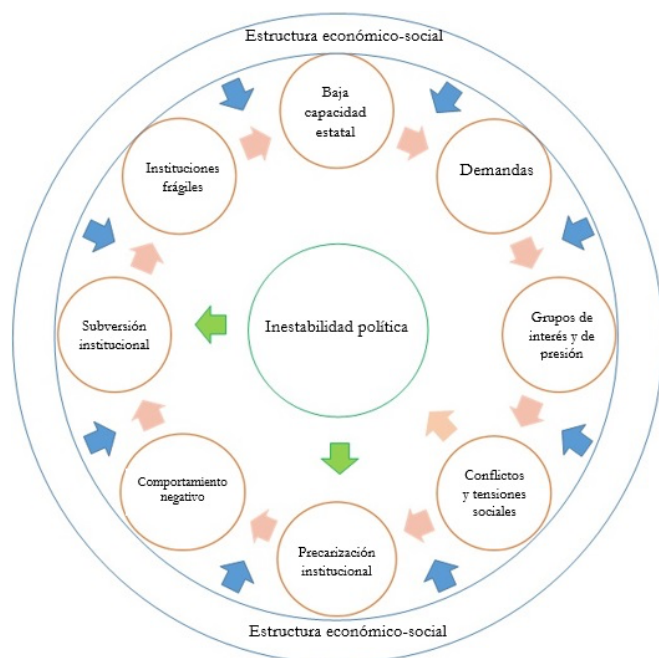 Estructura económico-social
Baja
capacidad
estatal
Demandas
Grupos de
interés y de
presión
Conflictos
y tensiones
sociales
Precarización
institucional
Comportamiento
negativo
Subversión
institucional
Instituciones
frágiles
Inestabilidad política
Estructura económico-social